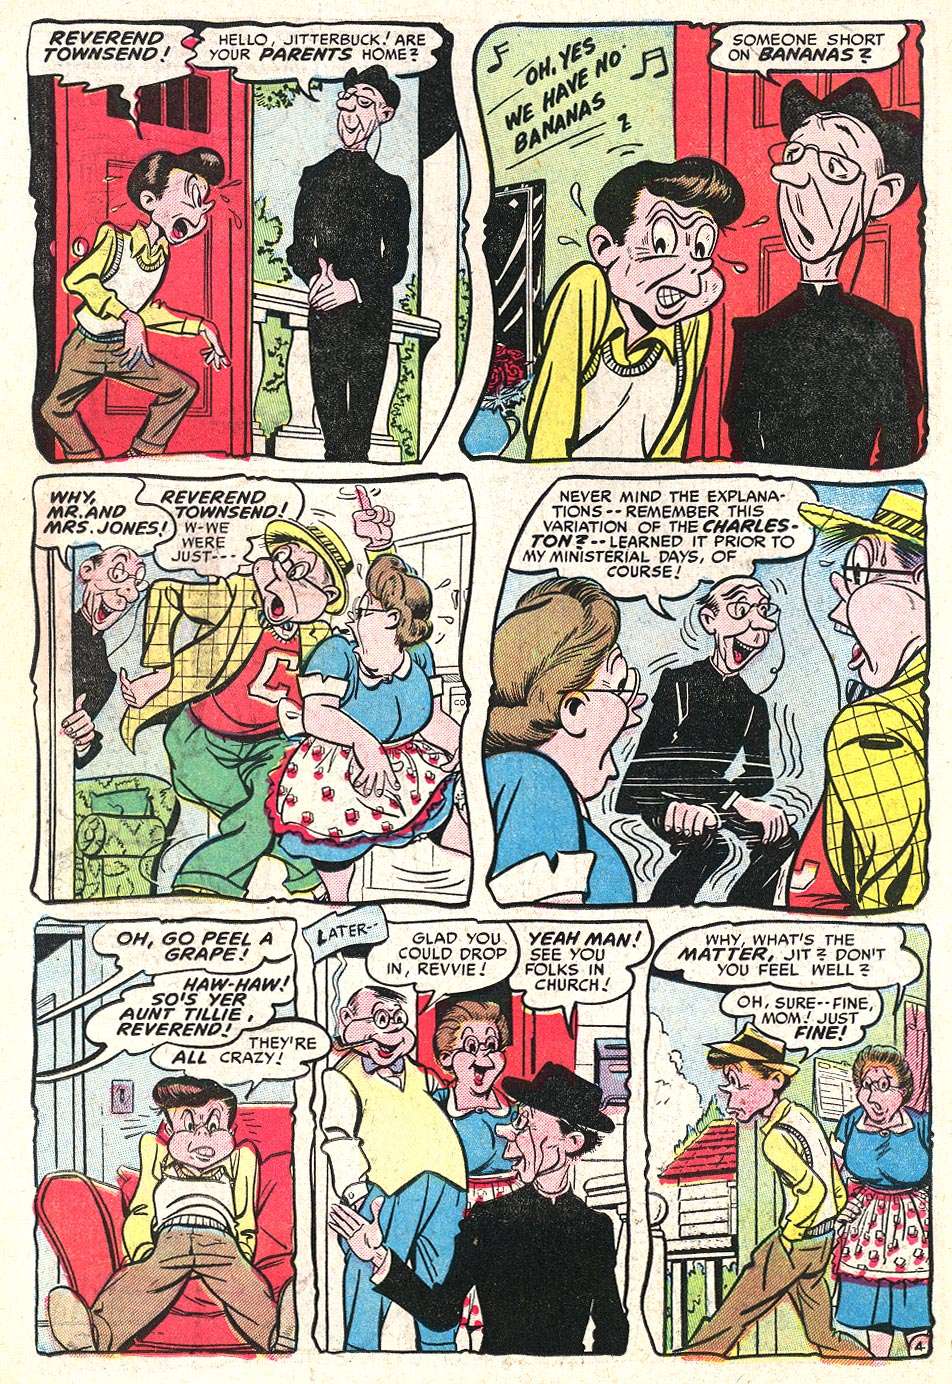 REVEREND
TOWNSEND!
HELLO, JITTERBUCK! ARE
YOUR PARENTS HOME?
OH, YES
WE HAVE NO
BANANAS
?
SOMEONE SHORT
ON BANANAS?
WHY,
MR. AND
MRS. JONES!
REVEREND
TOWNSEND!
W-WE
WERE
JUST---
C
CO
NEVER MIND THE EXPLANA-
TIONS-- REMEMBER THIS
VARIATION OF THE CHARLES-
TON?-- LEARNED IT PRIOR TO
MY MINISTERIAL DAYS, OF
COURSE!
OH, GO PEEL A
GRAPE!
HAW-HAW!
SO'S YER
AUNT TILLIE,
REVEREND!
THEY'RE
ALL CRAZY!
LATER--
GLAD YOU
COULD DROP
IN, REVVIE!
YEAH MAN!
SEE YOU
FOLKS IN
CHURCH!
WHY, WHAT'S THE
MATTER, JIT? DON'T
YOU FEEL WELL?
OH, SURE--FINE,
MOM! JUST
FINE!
4